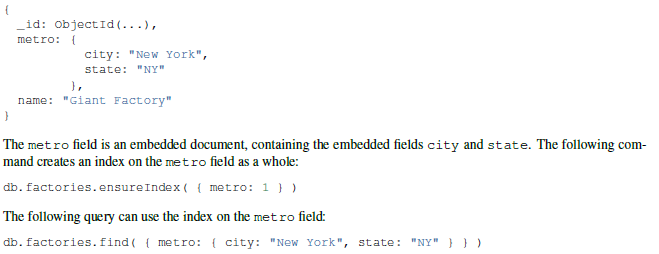 {
_id: ObjectId(...),
metro: {
city: "New York",
state: "NY"
},
name: "Giant Factory"
}
The metro field is an embedded document, containing the embedded fields city and state. The following com-
mand creates an index on the metro field as a whole:
db.factories.ensureIndex( { metro: 1 } )
The following query can use the index on the metro field:
db.factories.find( { metro: { city: "New York", state: "NY" } } )